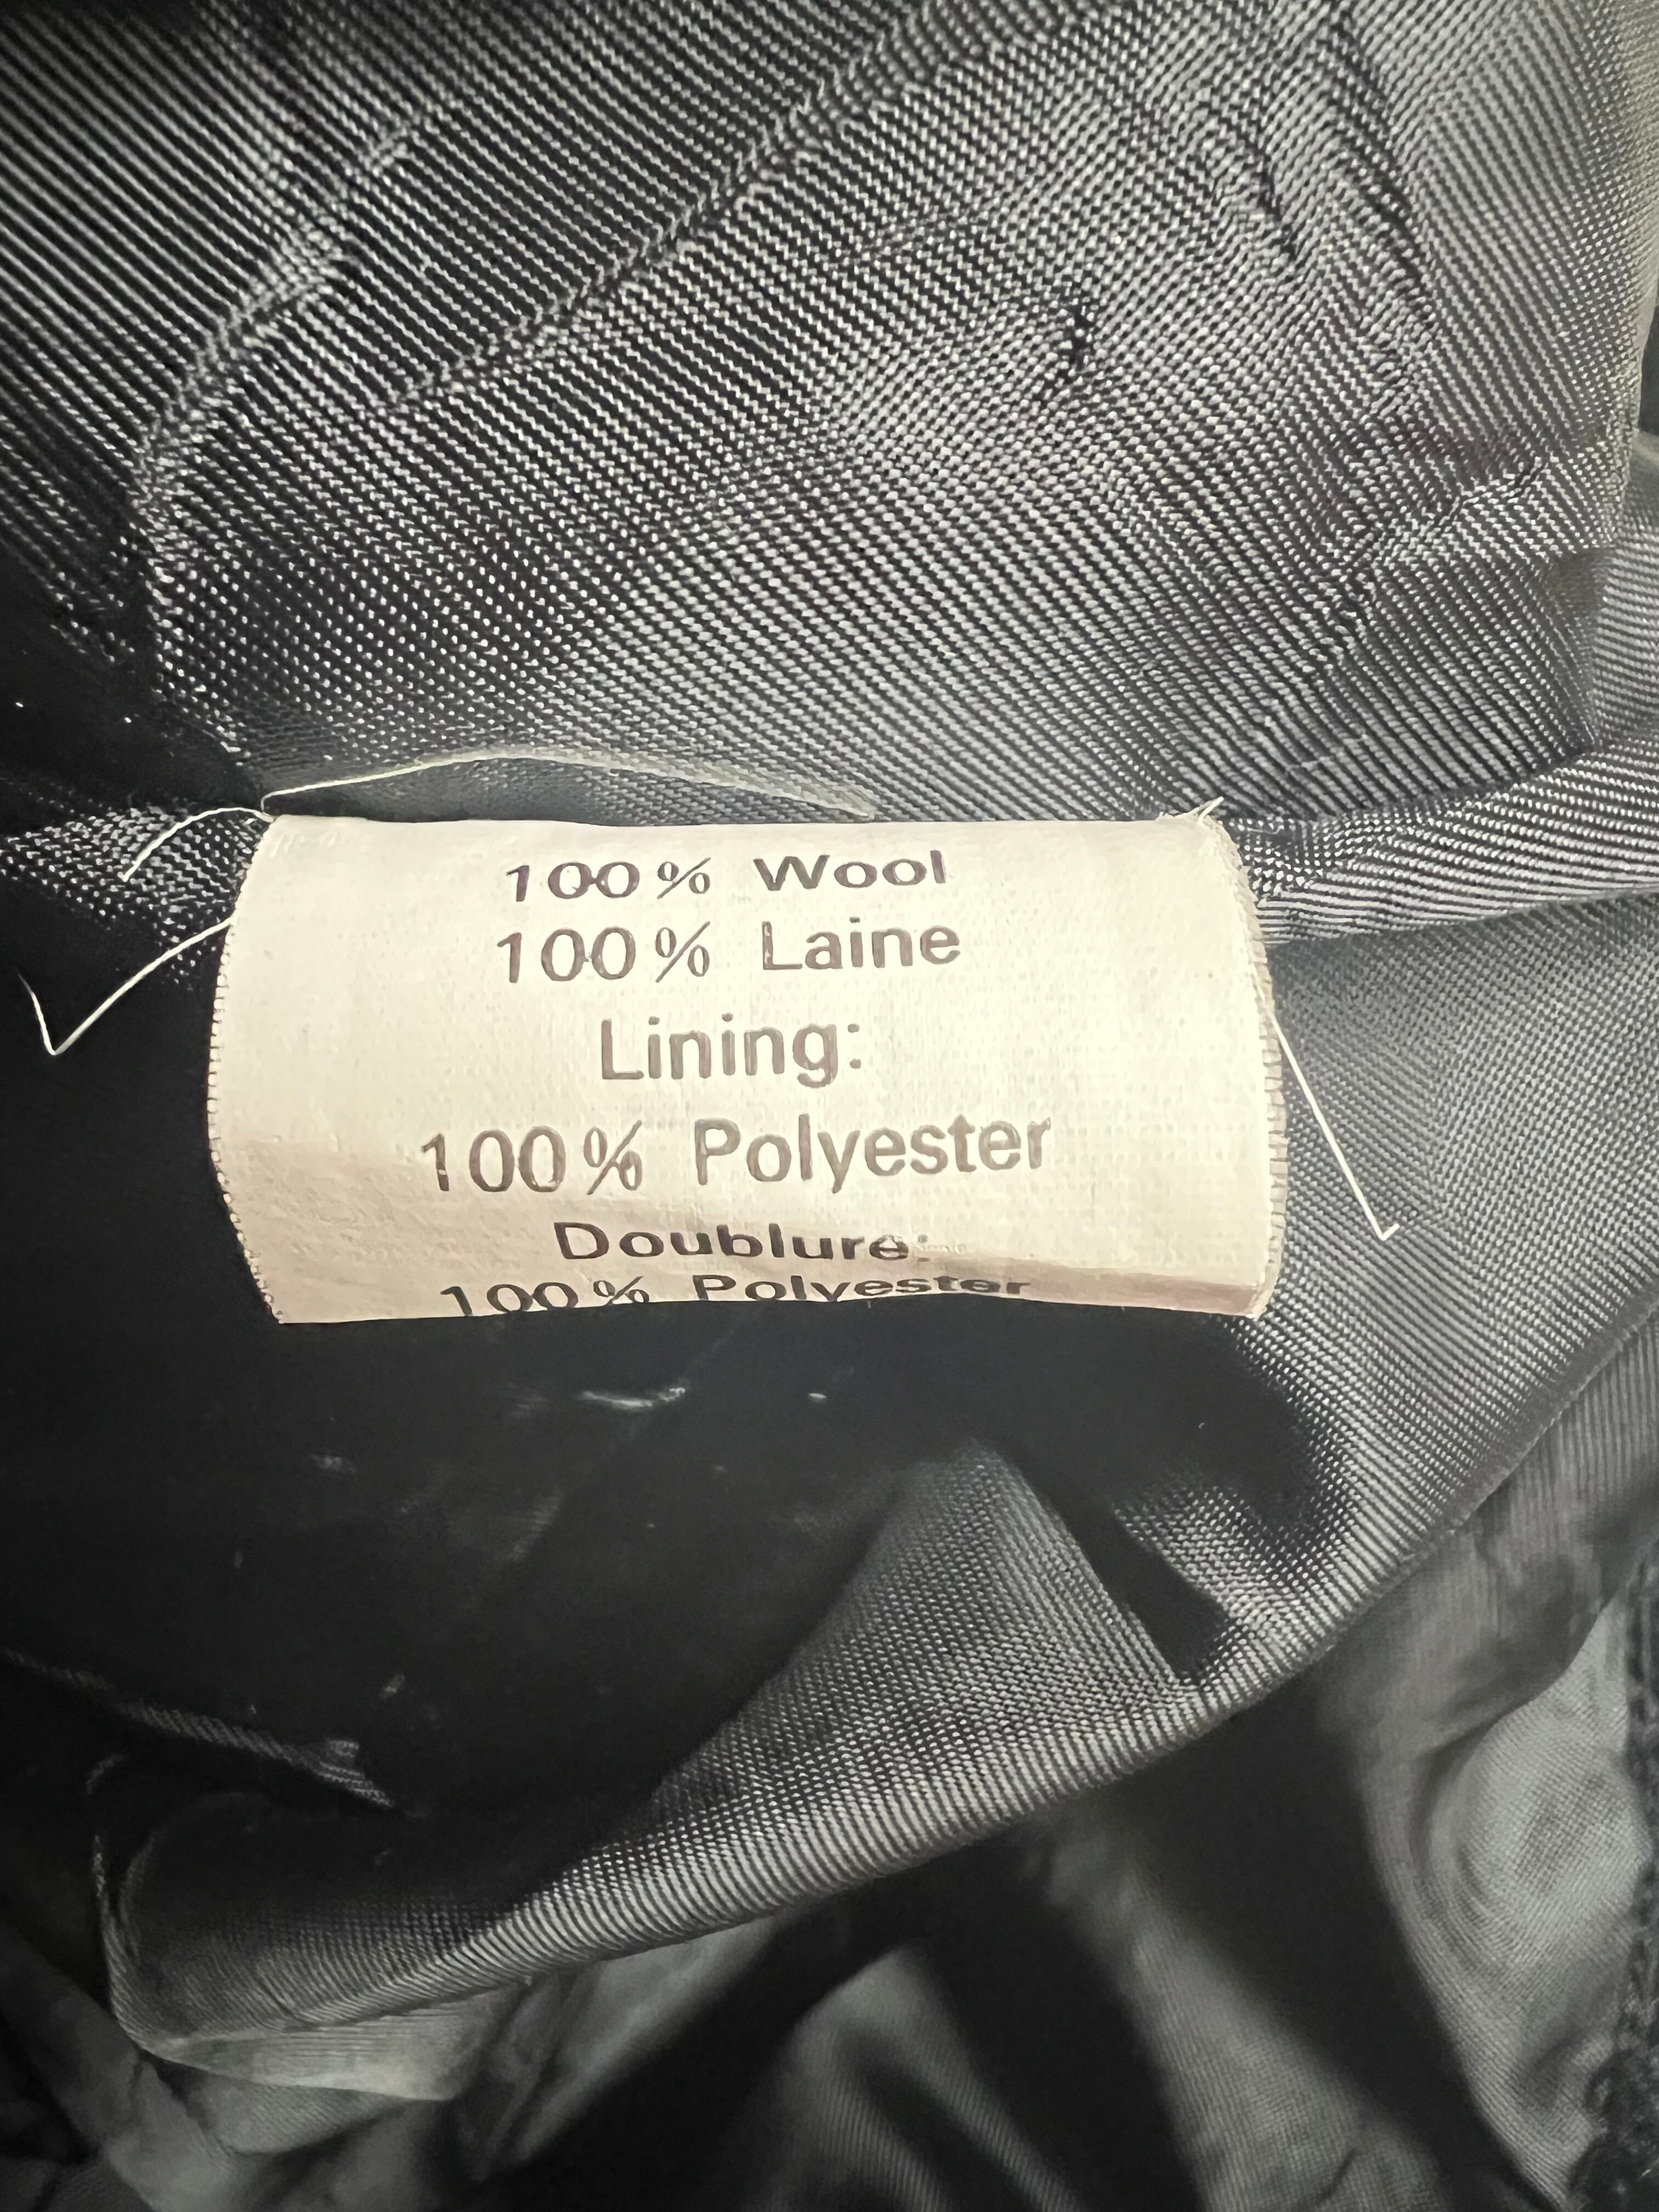 100% Wool
100% Laine
Lining:
100% Polyester
Doublure:
100% Polyester